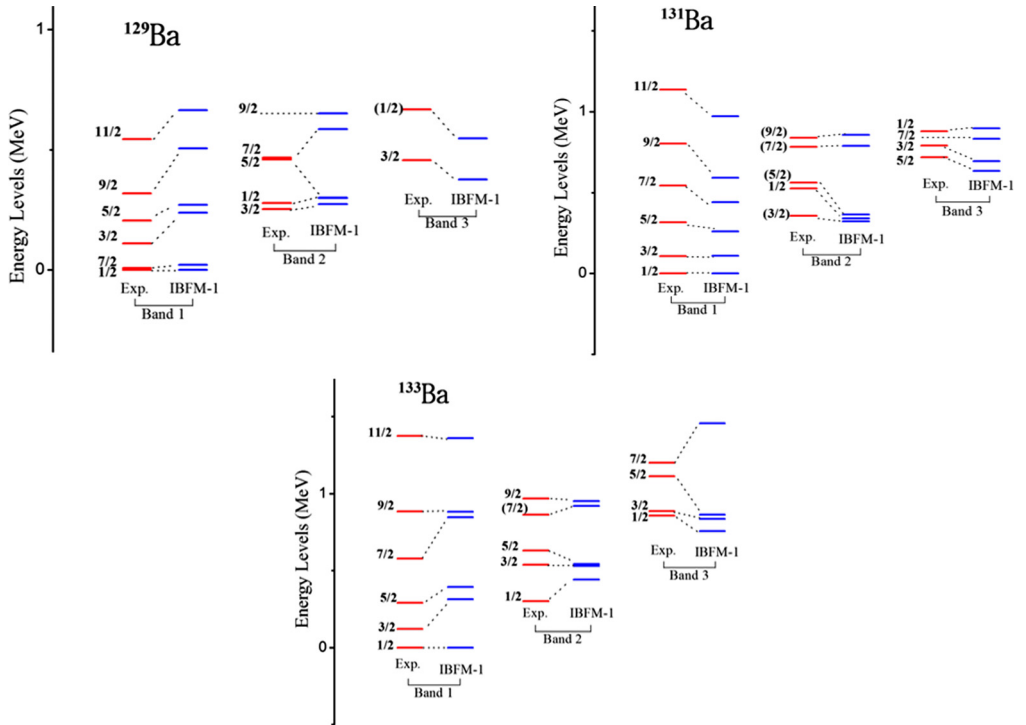 ¹²⁹Ba
Energy Levels (MeV)
1
0
11/2
9/2
5/2
3/2
7/2
1/2
Exp.
IBFM-1
Band 1
9/2
7/2
5/2
1/2
3/2
Exp.
IBFM-1
Band 2
(1/2)
3/2
Exp.
IBFM-1
Band 3
¹³¹Ba
Energy Levels (MeV)
1
0
11/2
9/2
7/2
5/2
3/2
1/2
Exp.
IBFM-1
Band 1
(9/2)
(7/2)
(5/2)
1/2
(3/2)
Exp.
IBFM-1
Band 2
1/2
7/2
3/2
5/2
Exp.
IBFM-1
Band 3
¹³³Ba
Energy Levels (MeV)
1
0
11/2
9/2
7/2
5/2
3/2
1/2
Exp.
IBFM-1
Band 1
9/2
(7/2)
5/2
3/2
1/2
Exp.
IBFM-1
Band 2
7/2
5/2
3/2
1/2
Exp.
IBFM-1
Band 3